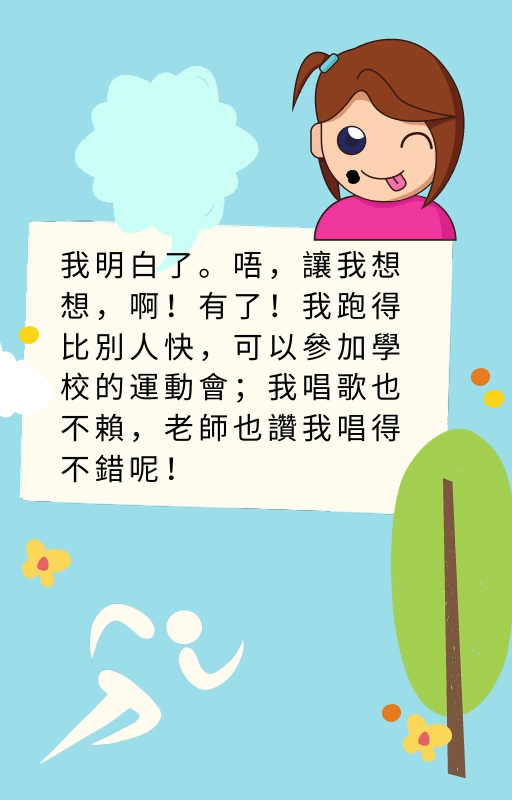 我明白了。唔，讓我想
想，啊！有了！我跑得
比別人快，可以參加學
校的運動會；我唱歌也
不賴，老師也讚我唱得
不錯呢！